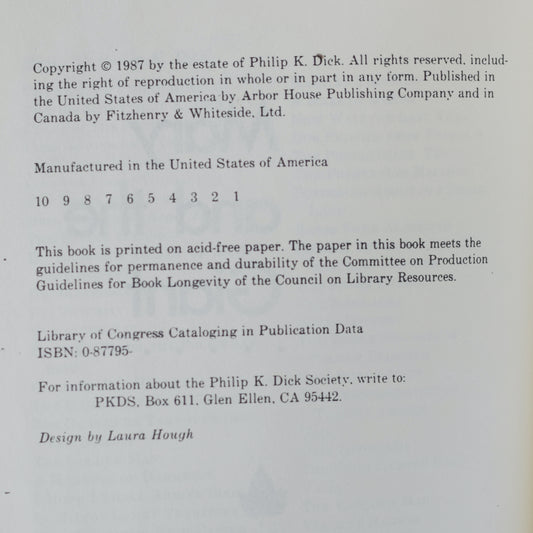 Copyright © 1987 by the estate of Philip K. Dick. All rights reserved, includ-
ing the right of reproduction in whole or in part in any form. Published in
the United States of America by Arbor House Publishing Company and in
Canada by Fitzhenry & Whiteside, Ltd.
Manufactured in the United States of America
10 9 8 7 6 5 4 3 2 1
This book is printed on acid-free paper. The paper in this book meets the
guidelines for permanence and durability of the Committee on Production
Guidelines for Book Longevity of the Council on Library Resources.
Library of Congress Cataloging in Publication Data
ISBN: 0-87795-
For information about the Philip K. Dick Society, write to:
PKDS, Box 611, Glen Ellen, CA 95442.
Design by Laura Hough